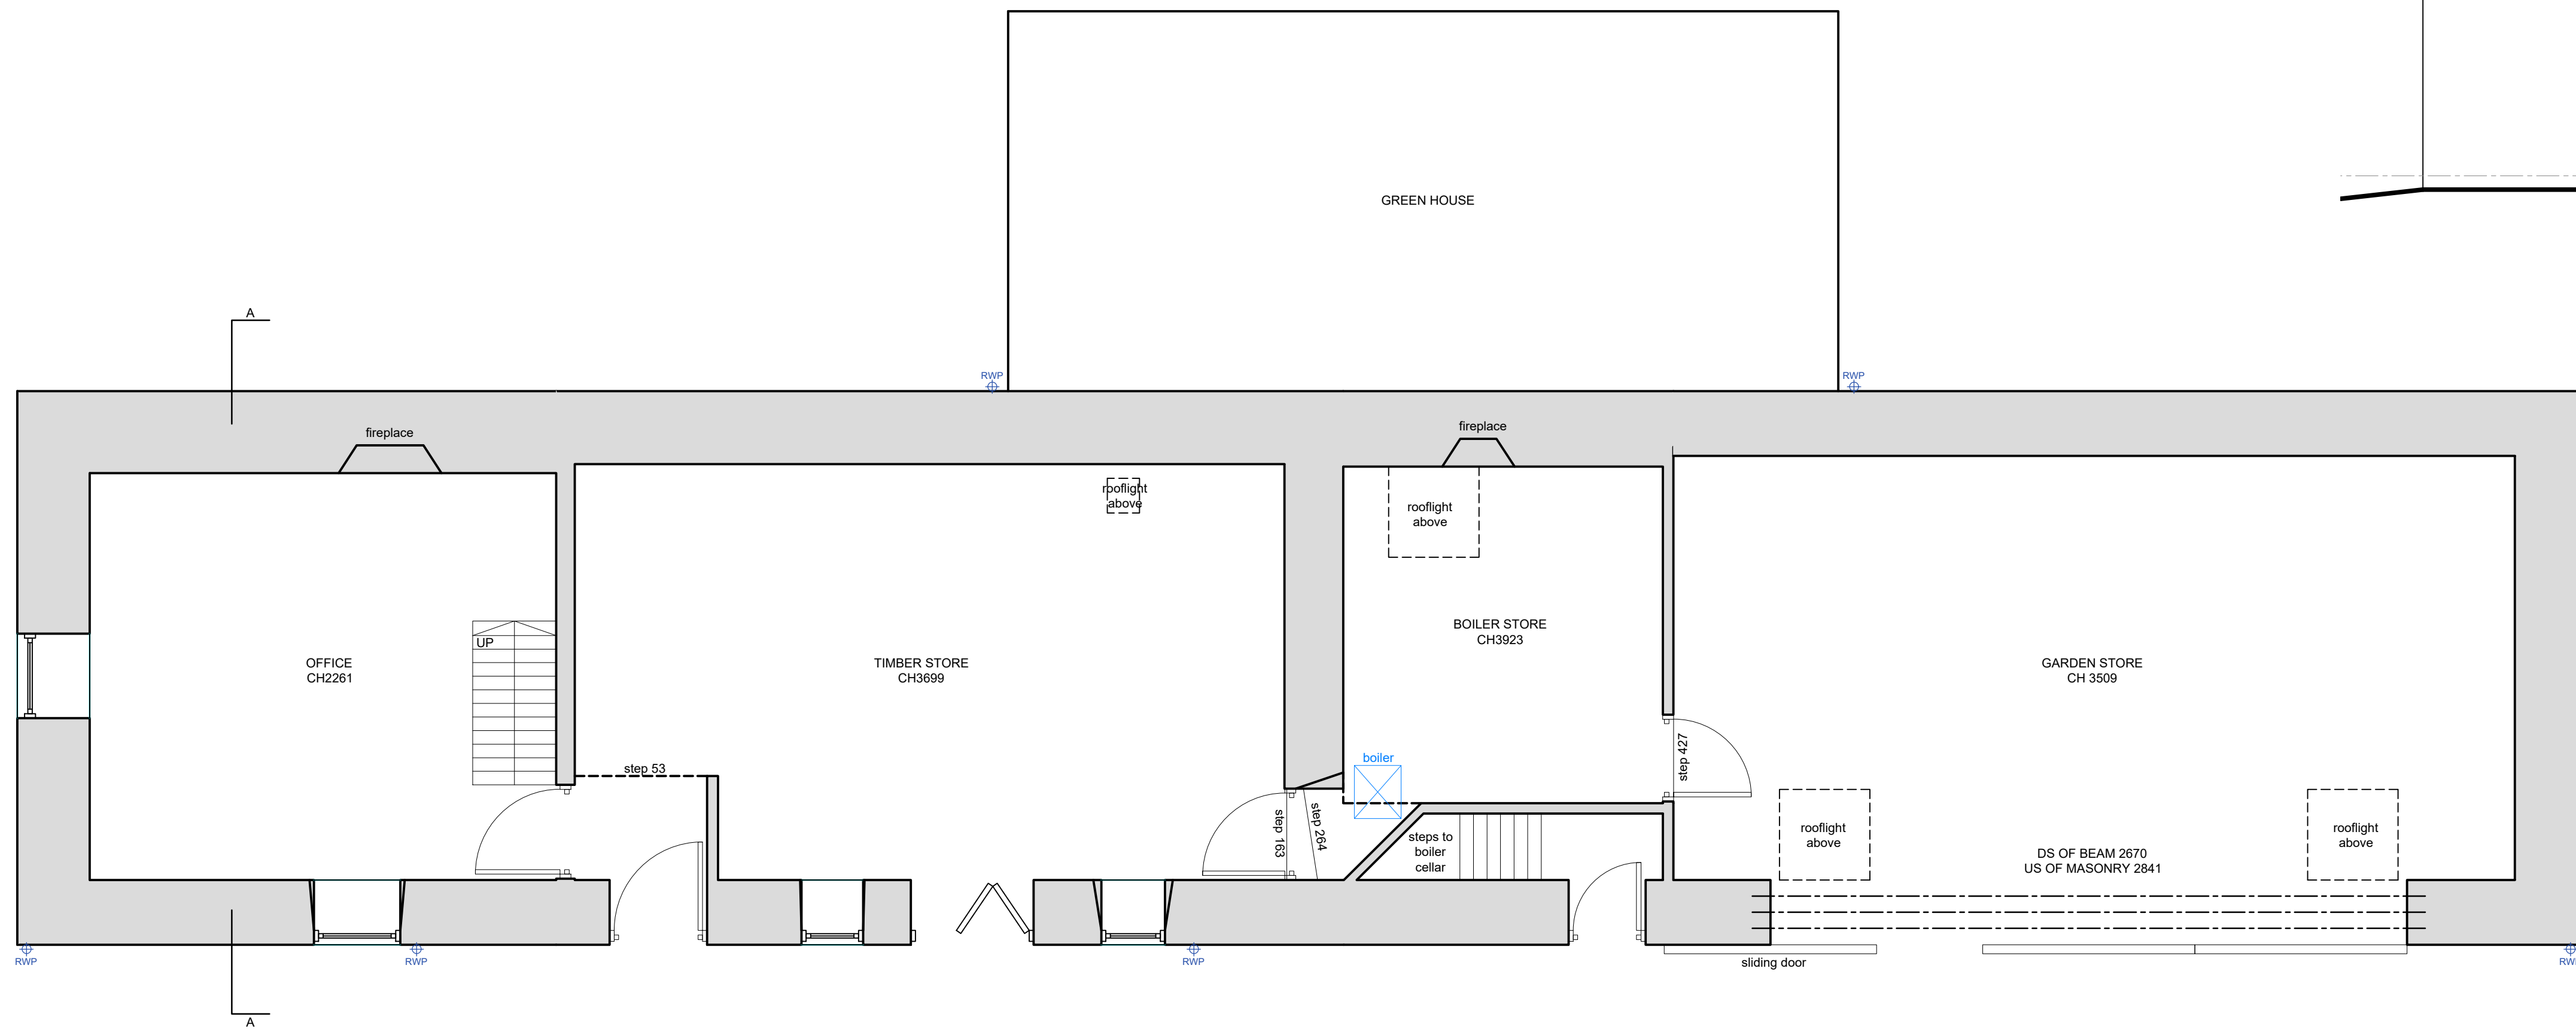 GREEN HOUSE
A
RWP
RWP
fireplace
fireplace
rooflight
above
rooflight
above
BOILER STORE
CH3923
UP
OFFICE
CH2261
TIMBER STORE
CH3699
GARDEN STORE
CH 3509
step 427
boiler
step 53
step 163
step 264
steps to
boiler
cellar
rooflight
above
rooflight
above
DS OF BEAM 2670
US OF MASONRY 2841
RWP
RWP
RWP
sliding door
RW
A